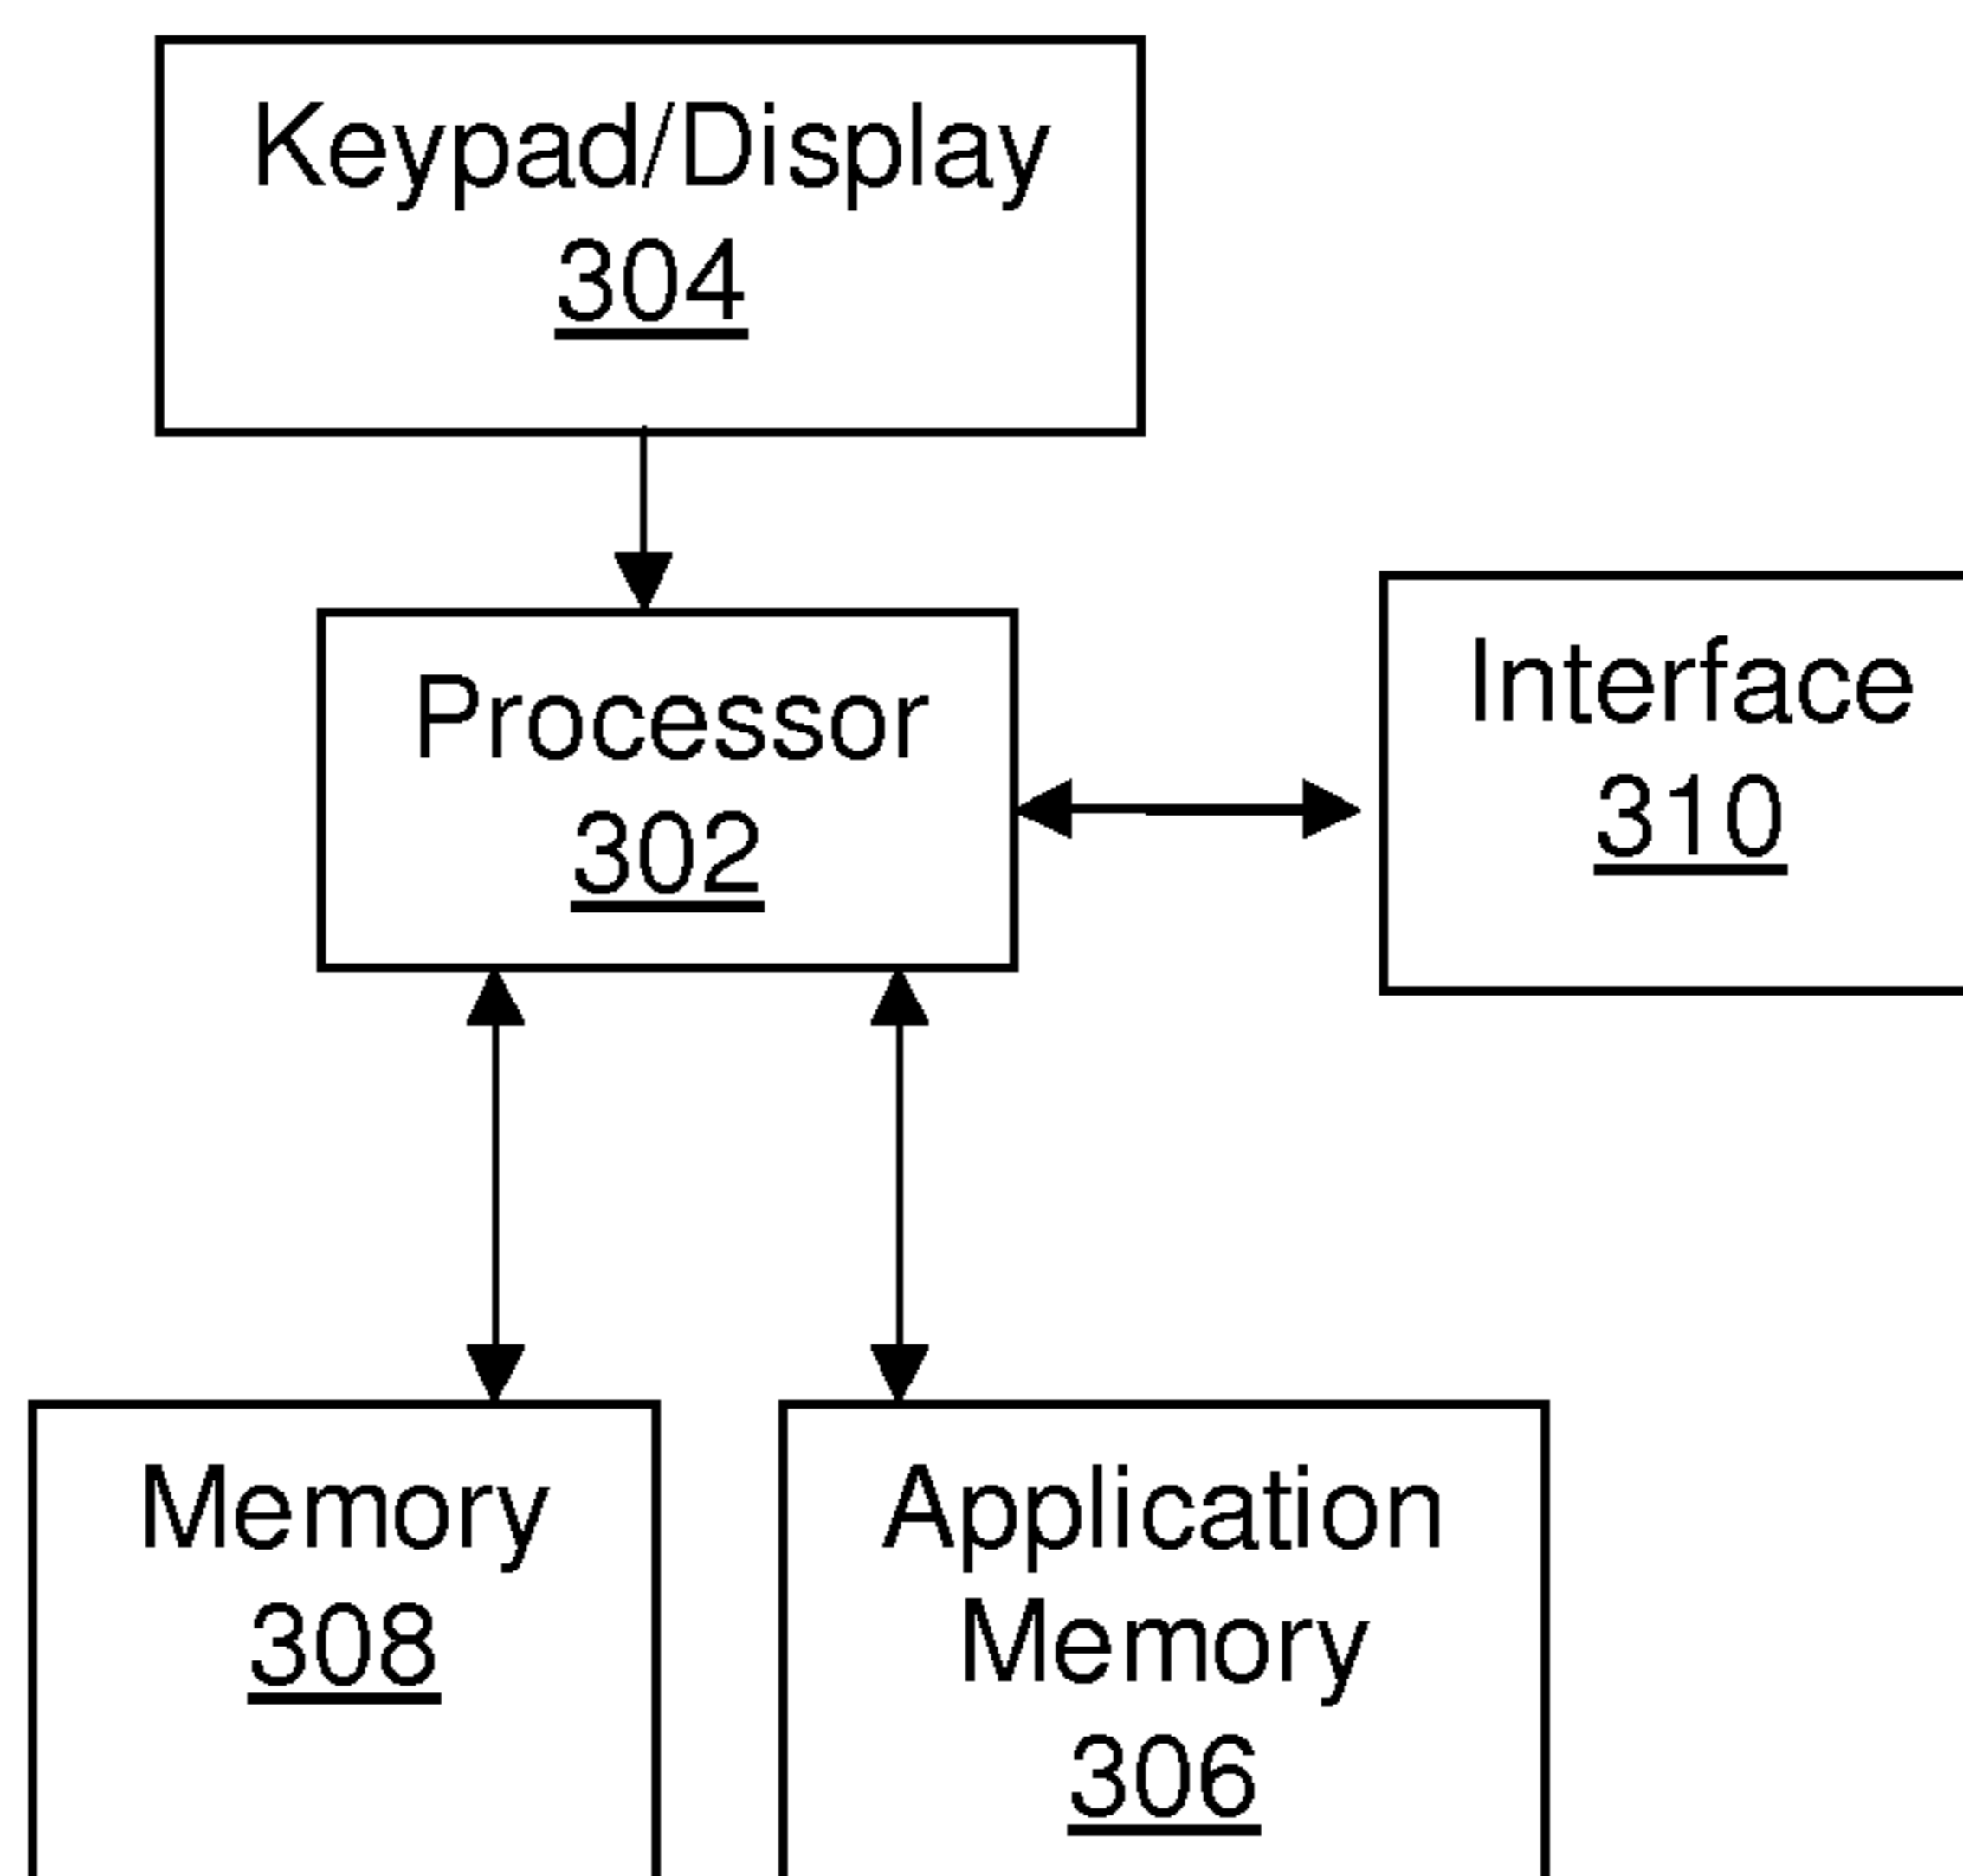 Keypad/Display
304
Processor
302
Interface
310
Memory
308
Application
Memory
306